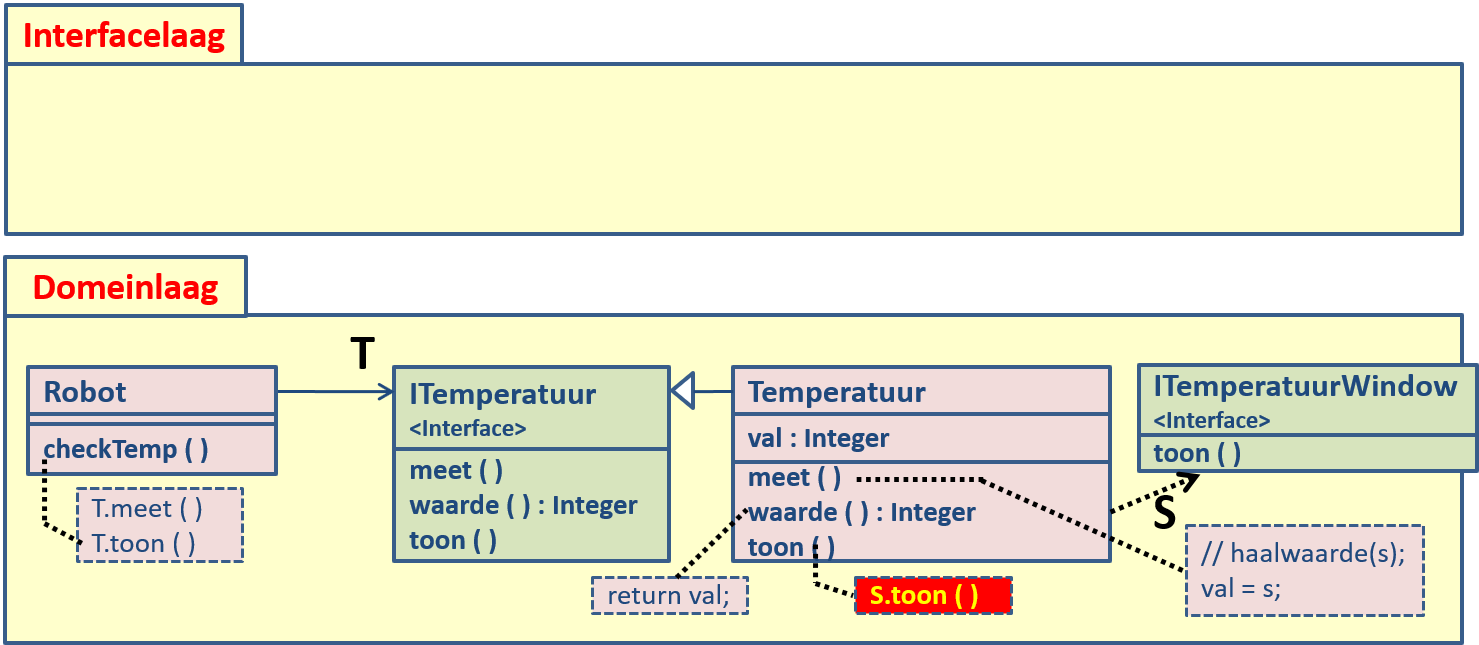 Interfacelaag
Domeinlaag
T
Robot
checkTemp ( )
T.meet ( )
T.toon ( )
ITemperatuur
<Interface>
meet ( )
waarde ( ) : Integer
toon ( )
Temperatuur
val : Integer
meet ( )
waarde ( ) : Integer
toon ( )
return val;
S.toon ( )
ITemperatuurWindow
<Interface>
toon ( )
S
// haalwaarde(s);
val = s;